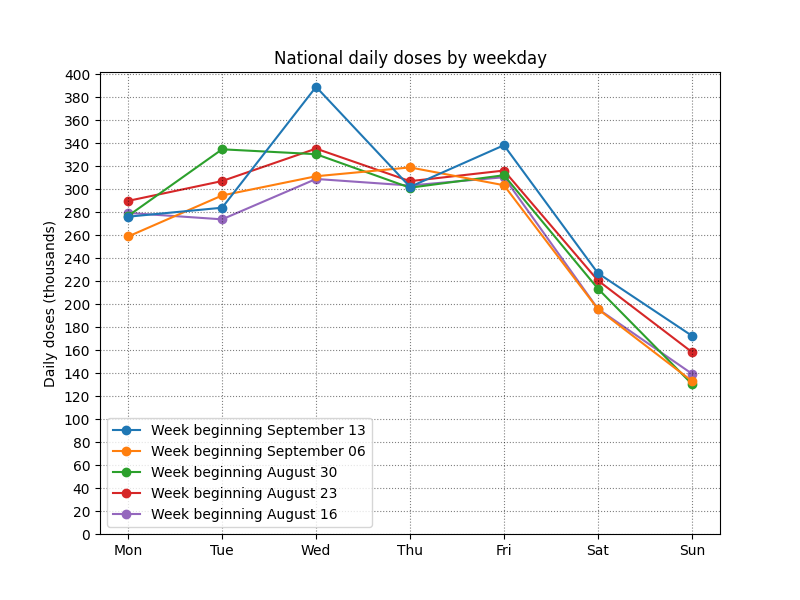 National daily doses by weekday
400
380
360
340
320
300
280
260
240
220
200
180
160
140
120
100
80
60
40
20
0
Daily doses (thousands)
Week beginning September 13
Week beginning September 06
Week beginning August 30
Week beginning August 23
Week beginning August 16
Mon Tue Wed Thu Fri Sat Sun